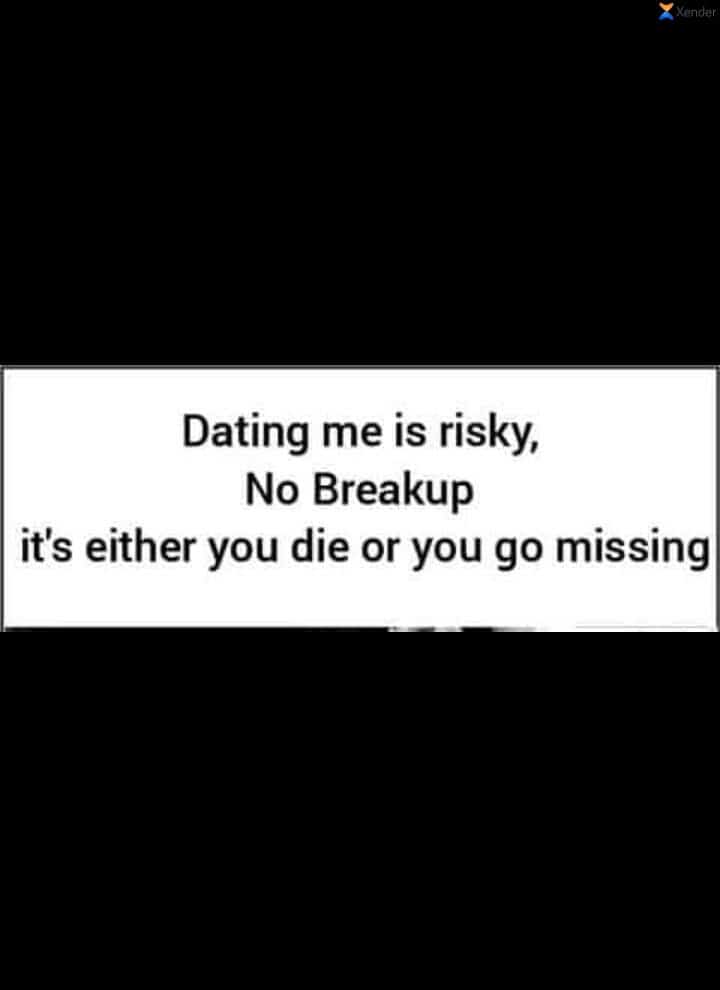 Xender
Dating me is risky,
No Breakup
it's either you die or you go missing